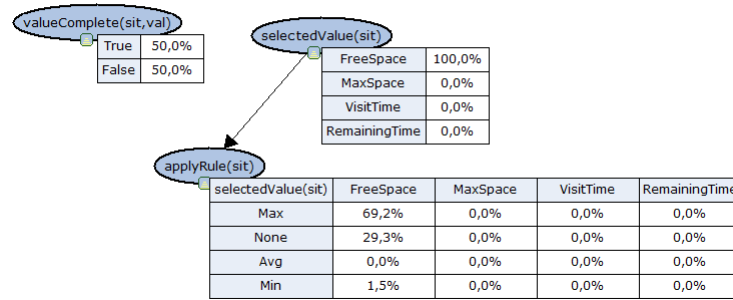 valueComplete(sit,val)
True 50,0%
False 50,0%
selectedValue(sit)
FreeSpace 100,0%
MaxSpace 0,0%
VisitTime 0,0%
RemainingTime 0,0%
applyRule(sit)
selectedValue(sit) FreeSpace MaxSpace VisitTime RemainingTime
Max 69,2% 0,0% 0,0% 0,0%
None 29,3% 0,0% 0,0% 0,0%
Avg 0,0% 0,0% 0,0% 0,0%
Min 1,5% 0,0% 0,0% 0,0%